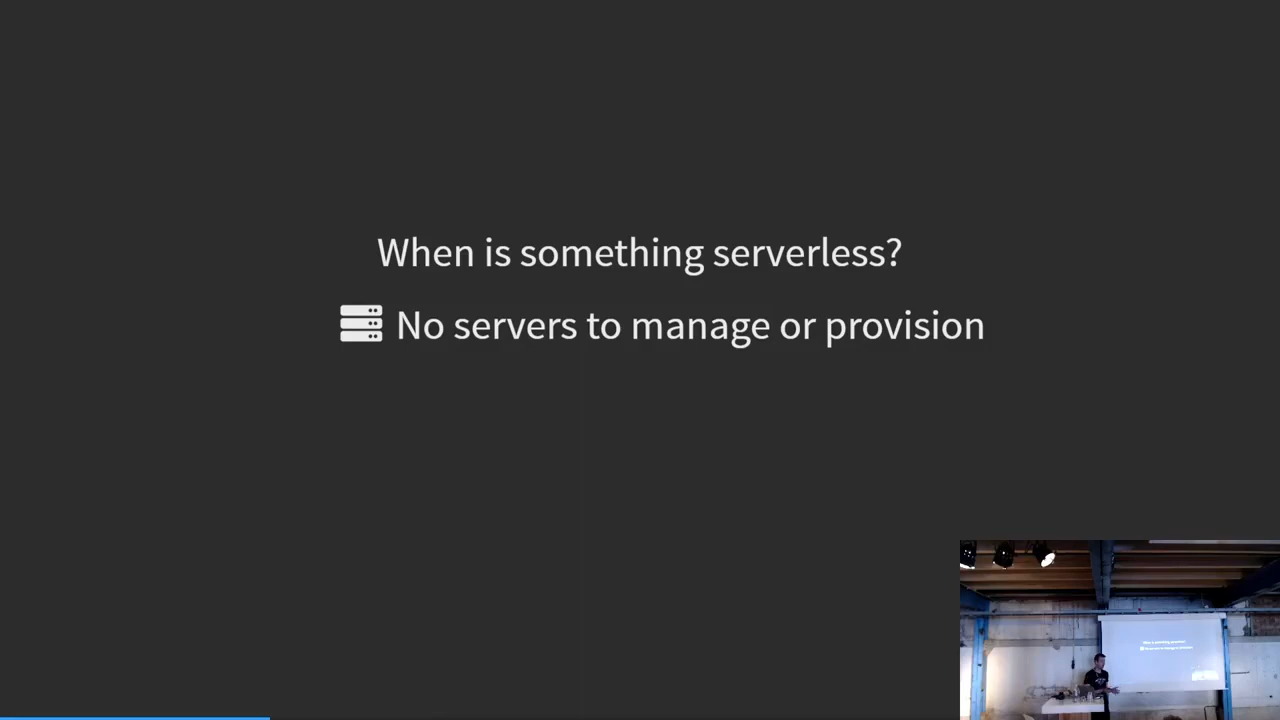 When is something serverless?
No servers to manage or provision